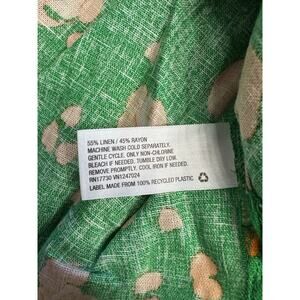 55% LINEN / 45% RAYON
MACHINE WASH COLD SEPARATELY.
GENTLE CYCLE. ONLY NON-CHLORINE
BLEACH IF NEEDED. TUMBLE DRY LOW.
REMOVE PROMPTLY. COOL IRON IF NEEDED.
RN17730 VN1247024
LABEL MADE FROM 100% RECYCLED PLASTIC